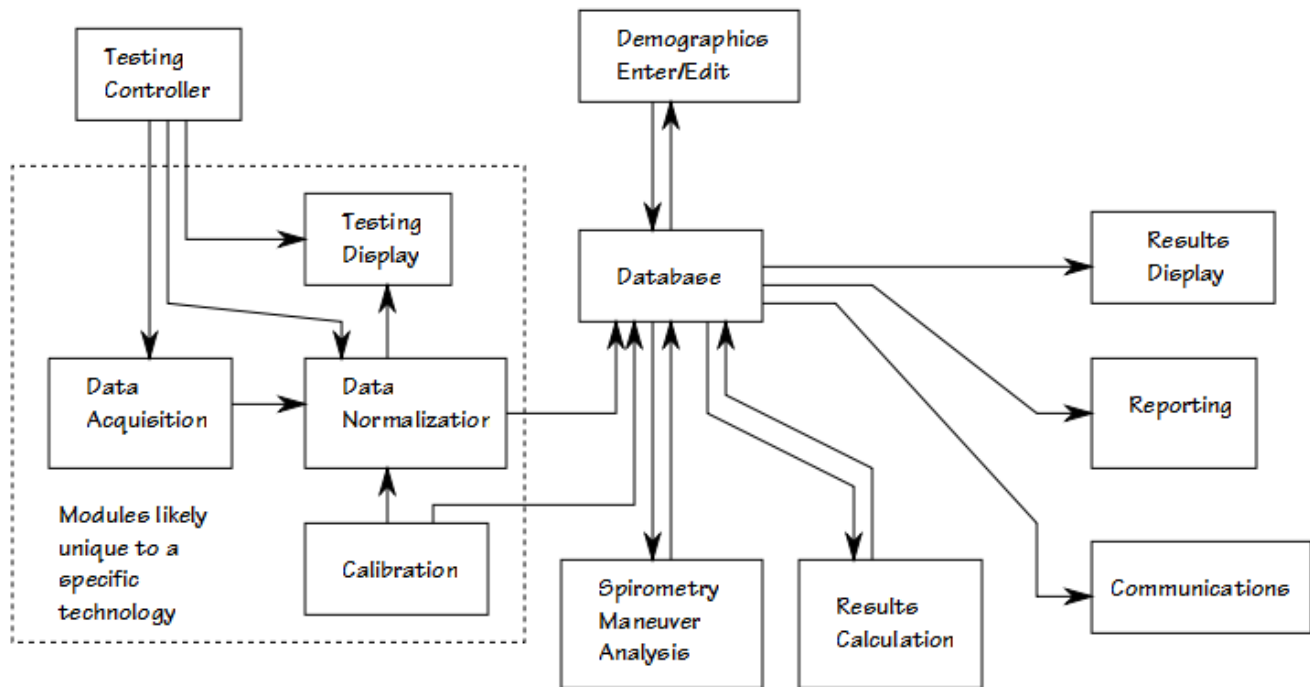 Testing
Controller
Demographics
Enter/Edit
Testing
Display
Database
Results
Display
Data
Acquisition
Data
Normalizatior
Reporting
Modules likely
unique to a
specific
technology
Calibration
Spirometry
Maneuver
Analysis
Results
Calculation
Communications